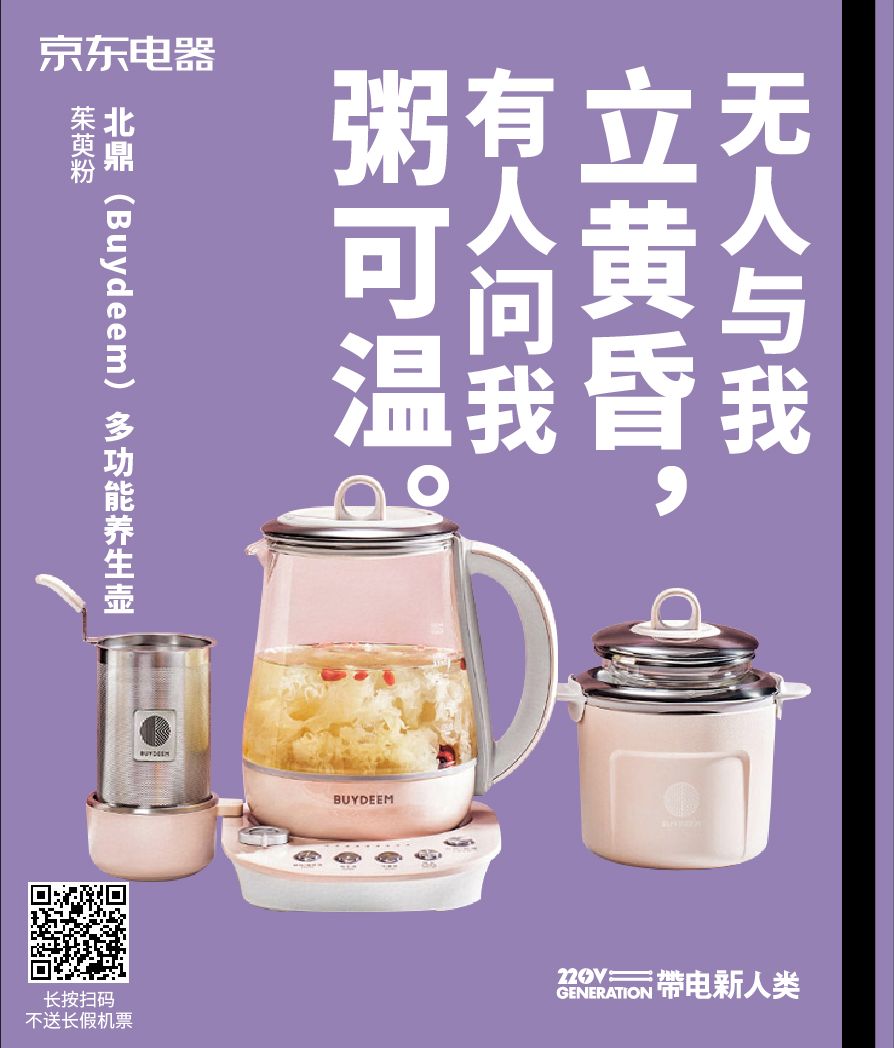 京东电器
无人与我
立黄昏，
有人问我
粥可温。
北鼎（Buydeem）多功能养生壶
茱萸粉
BUYDEEM
BUYDEEM
BUYDEEM
长按扫码
不送长假机票
220V
GENERATION
带电新人类